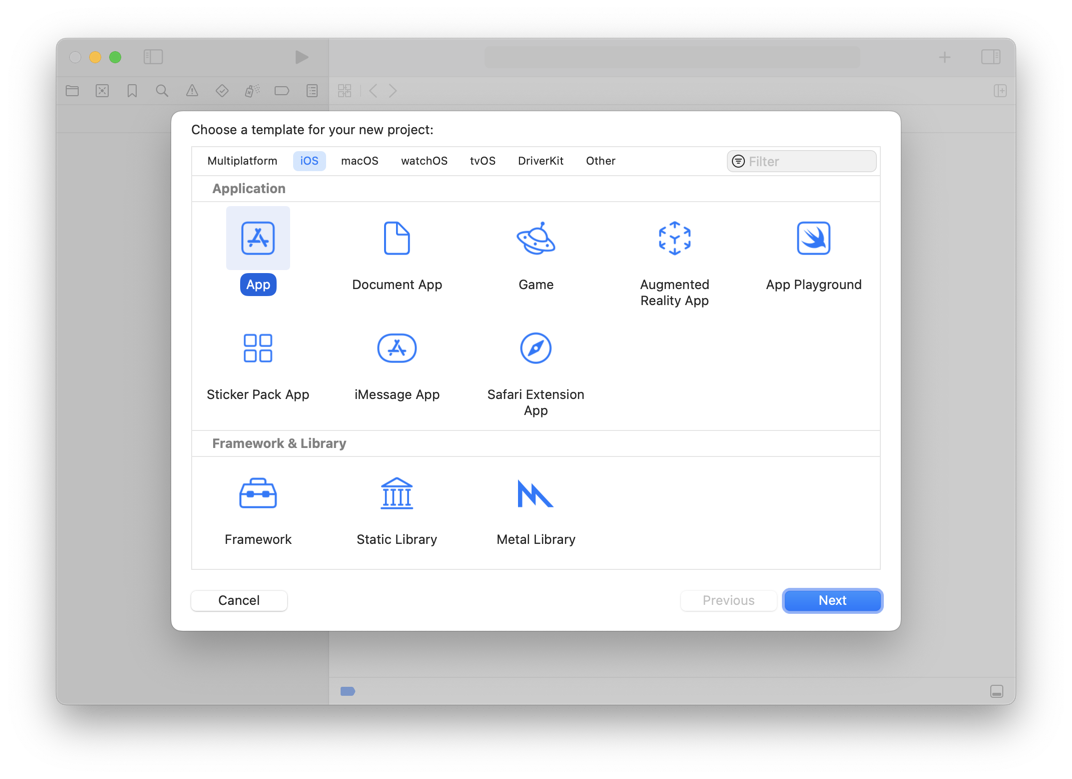 Choose a template for your new project:
Multiplatform iOS macOS watchOS tvOS DriverKit Other Filter
Application
App Document App Game Augmented Reality App App Playground
Sticker Pack App iMessage App Safari Extension App
Framework & Library
Framework Static Library Metal Library
Cancel Previous Next